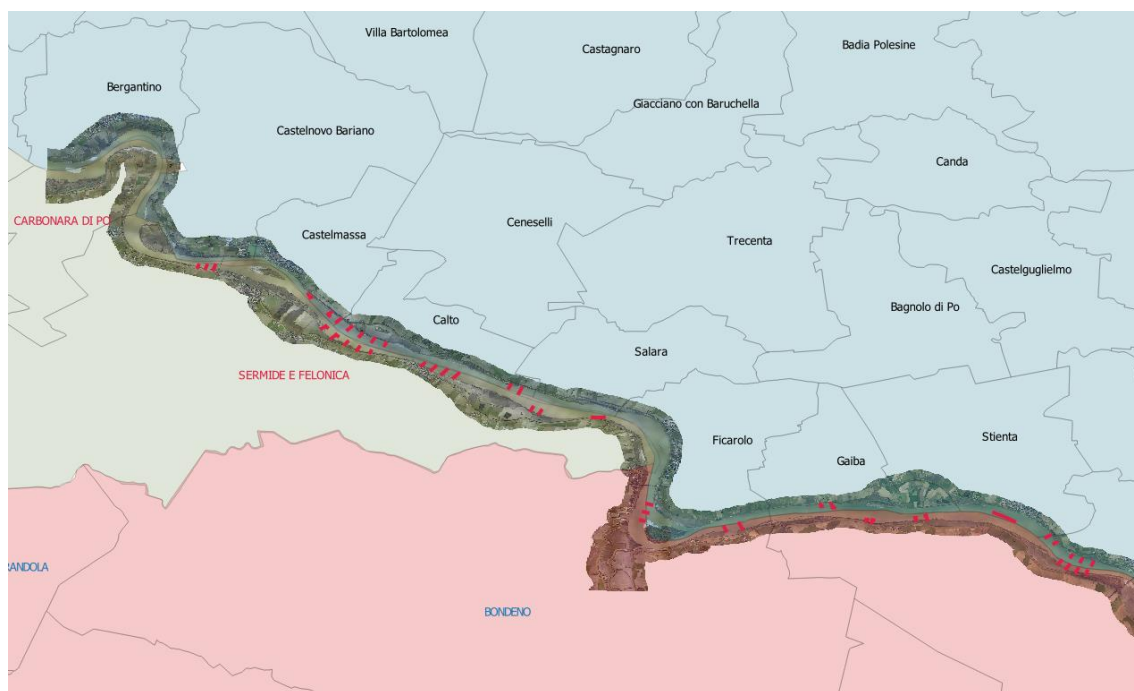 Villa Bartolomea
Castagnaro
Badia Polesine
Bergantino
Giacciano con Baruchella
Castelnovo Bariano
Canda
CARBONARA DI PO
Ceneselli
Castelmassa
Trecenta
Castelguglielmo
Bagnolo di Po
Calto
Salara
SERMIDE E FELONICA
Ficarolo
Stienta
Gaiba
RANDOLA
BONDENO